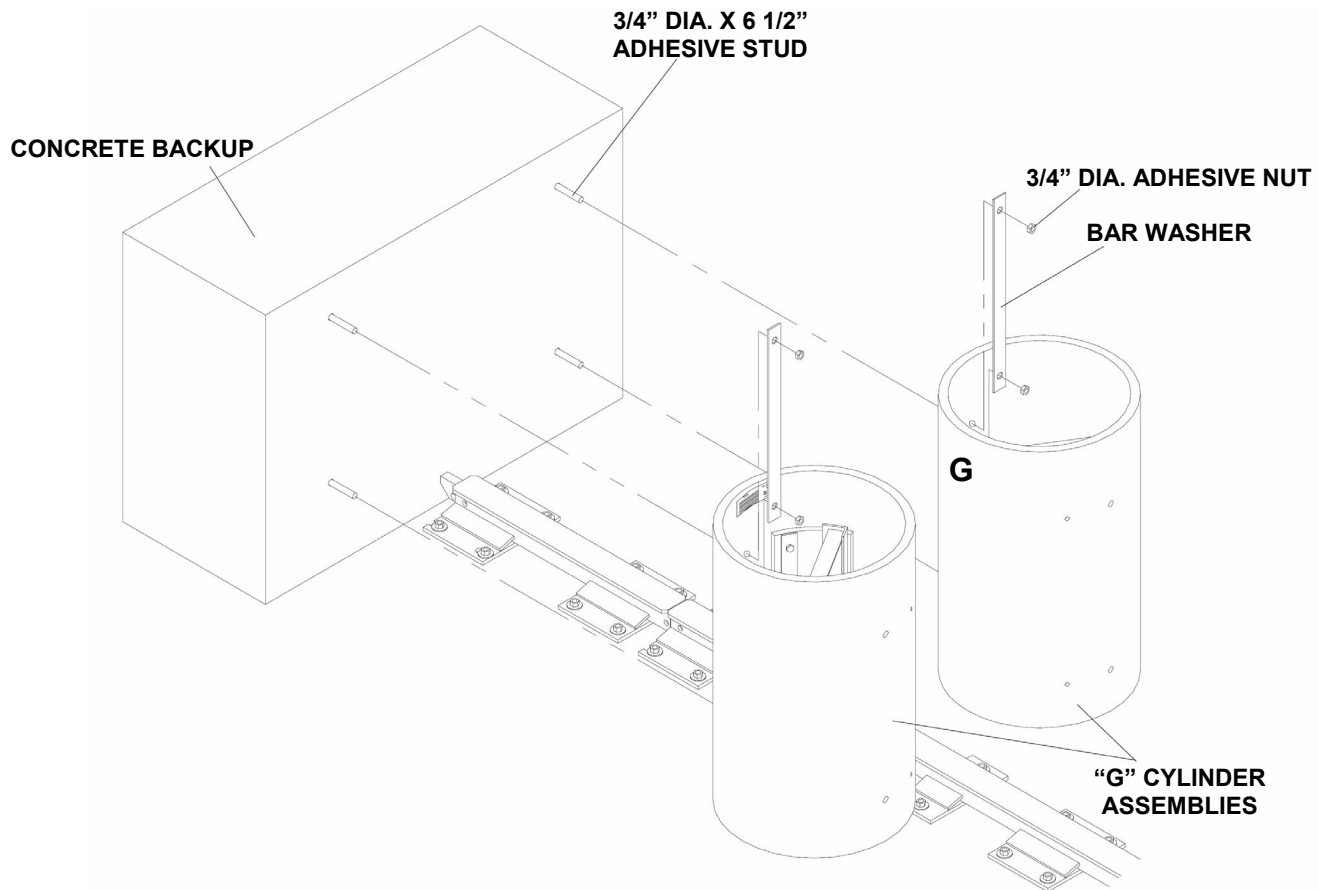 3/4” DIA. X 6 1/2”
ADHESIVE STUD
CONCRETE BACKUP
3/4” DIA. ADHESIVE NUT
BAR WASHER
G
“G” CYLINDER
ASSEMBLIES